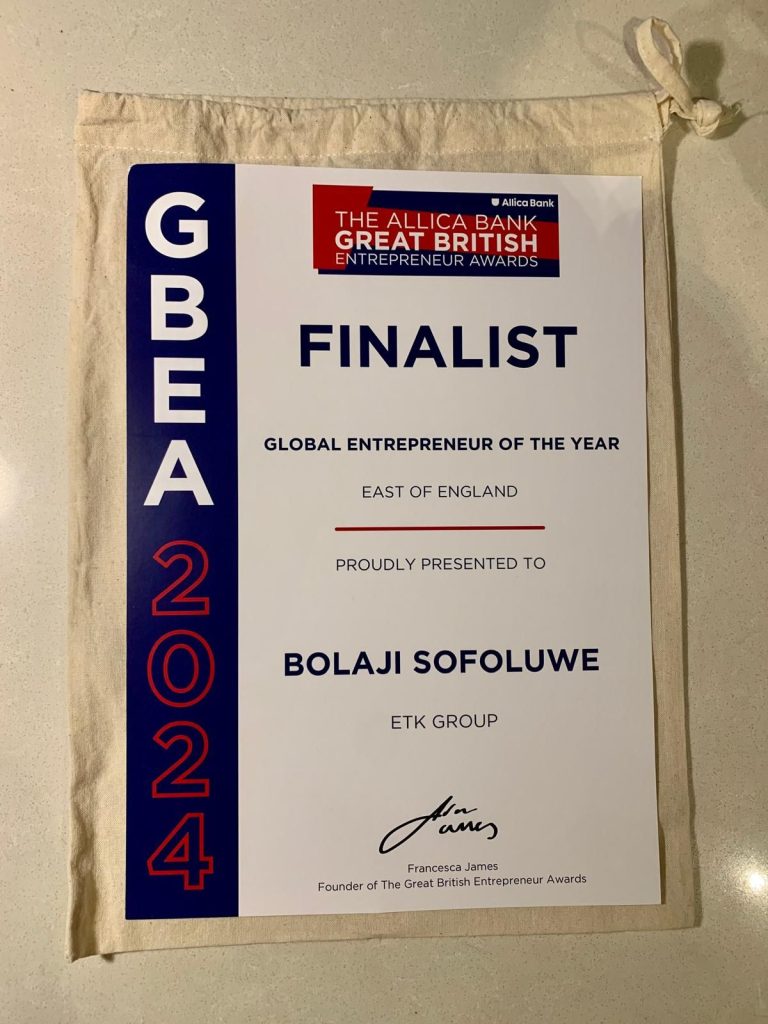 GBEA 2024
Allica Bank
THE ALLICA BANK
GREAT BRITISH
ENTREPRENEUR AWARDS
FINALIST
GLOBAL ENTREPRENEUR OF THE YEAR
EAST OF ENGLAND
PROUDLY PRESENTED TO
BOLAJI SOFOLUWE
ETK GROUP
Francesca James
Founder of The Great British Entrepreneur Awards